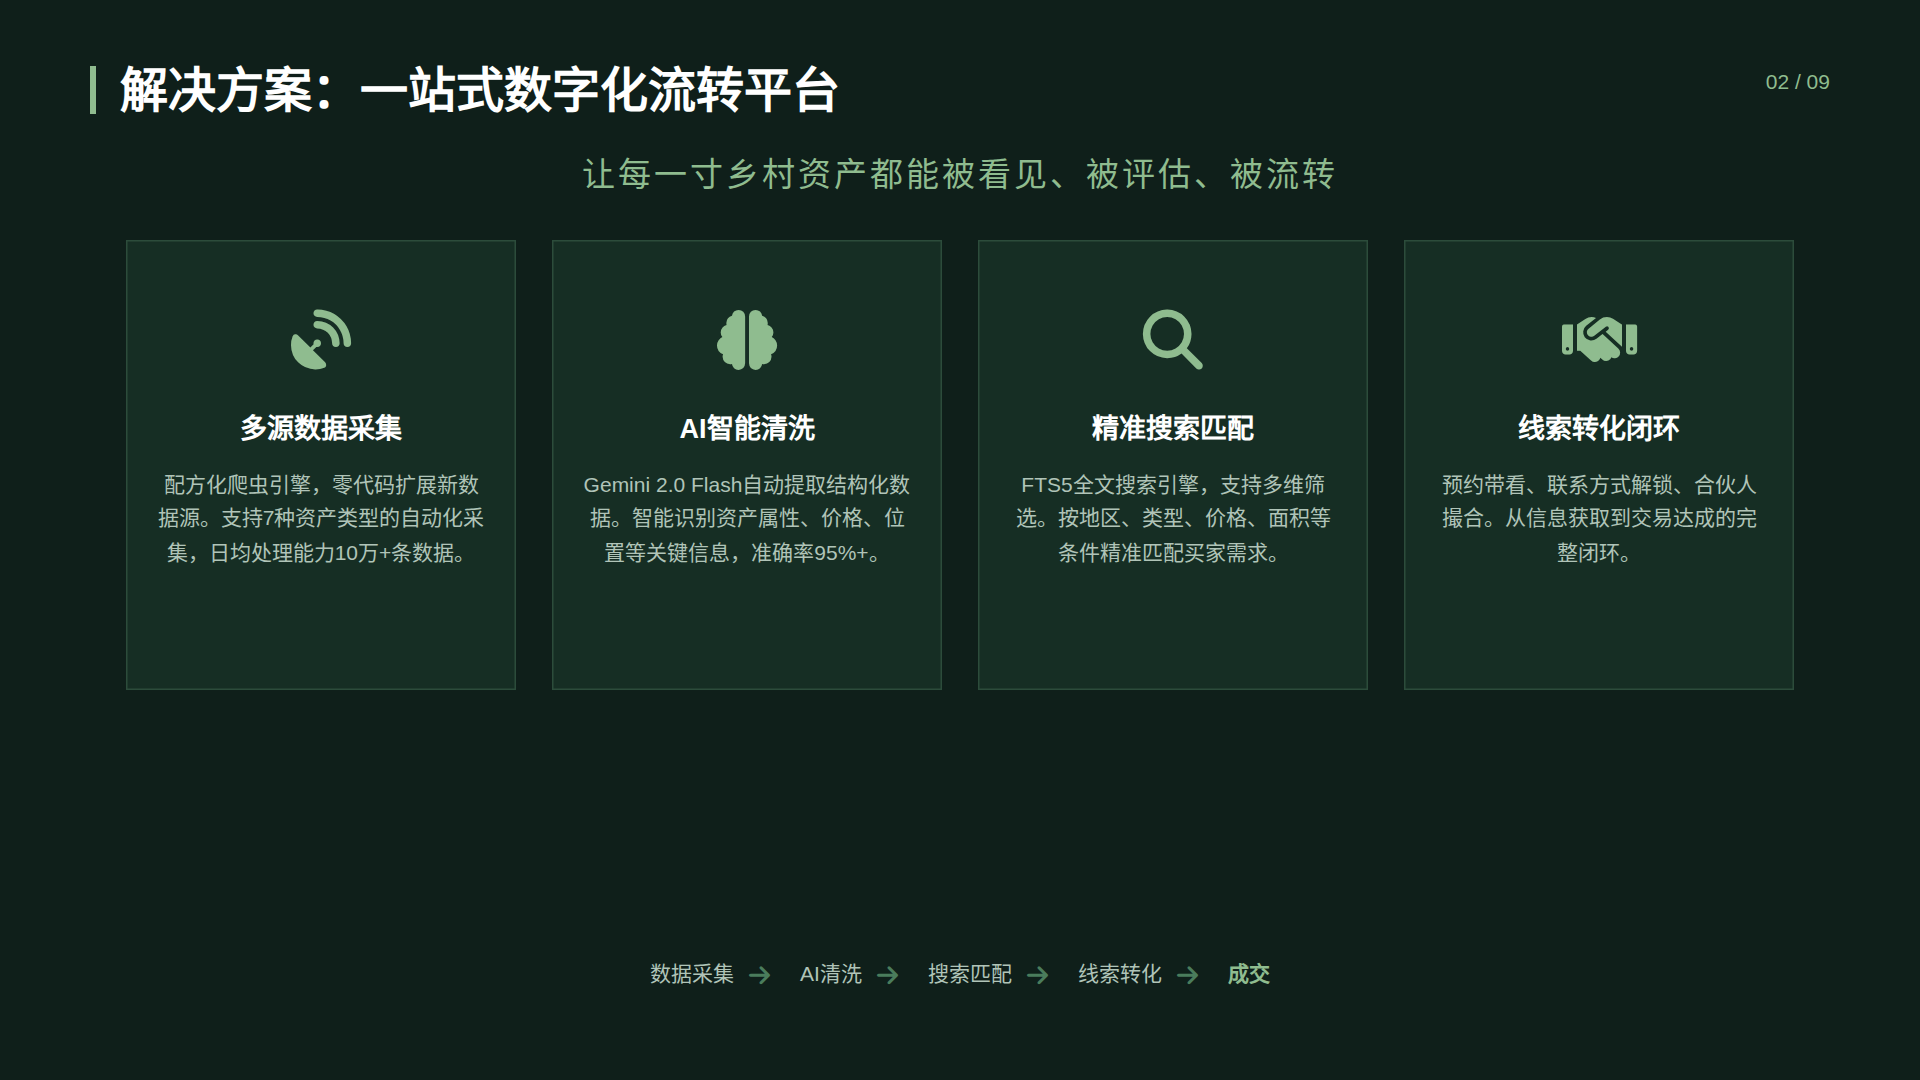 解决方案：一站式数字化流转平台
02 / 09
让每一寸乡村资产都能被看见、被评估、被流转
多源数据采集
配方化爬虫引擎，零代码扩展新数
据源。支持7种资产类型的自动化采
集，日均处理能力10万+条数据。
AI智能清洗
Gemini 2.0 Flash自动提取结构化数
据。智能识别资产属性、价格、位
置等关键信息，准确率95%+。
精准搜索匹配
FTS5全文搜索引擎，支持多维筛
选。按地区、类型、价格、面积等
条件精准匹配买家需求。
线索转化闭环
预约带看、联系方式解锁、合伙人
撮合。从信息获取到交易达成的完
整闭环。
数据采集 → AI清洗 → 搜索匹配 → 线索转化 → 成交